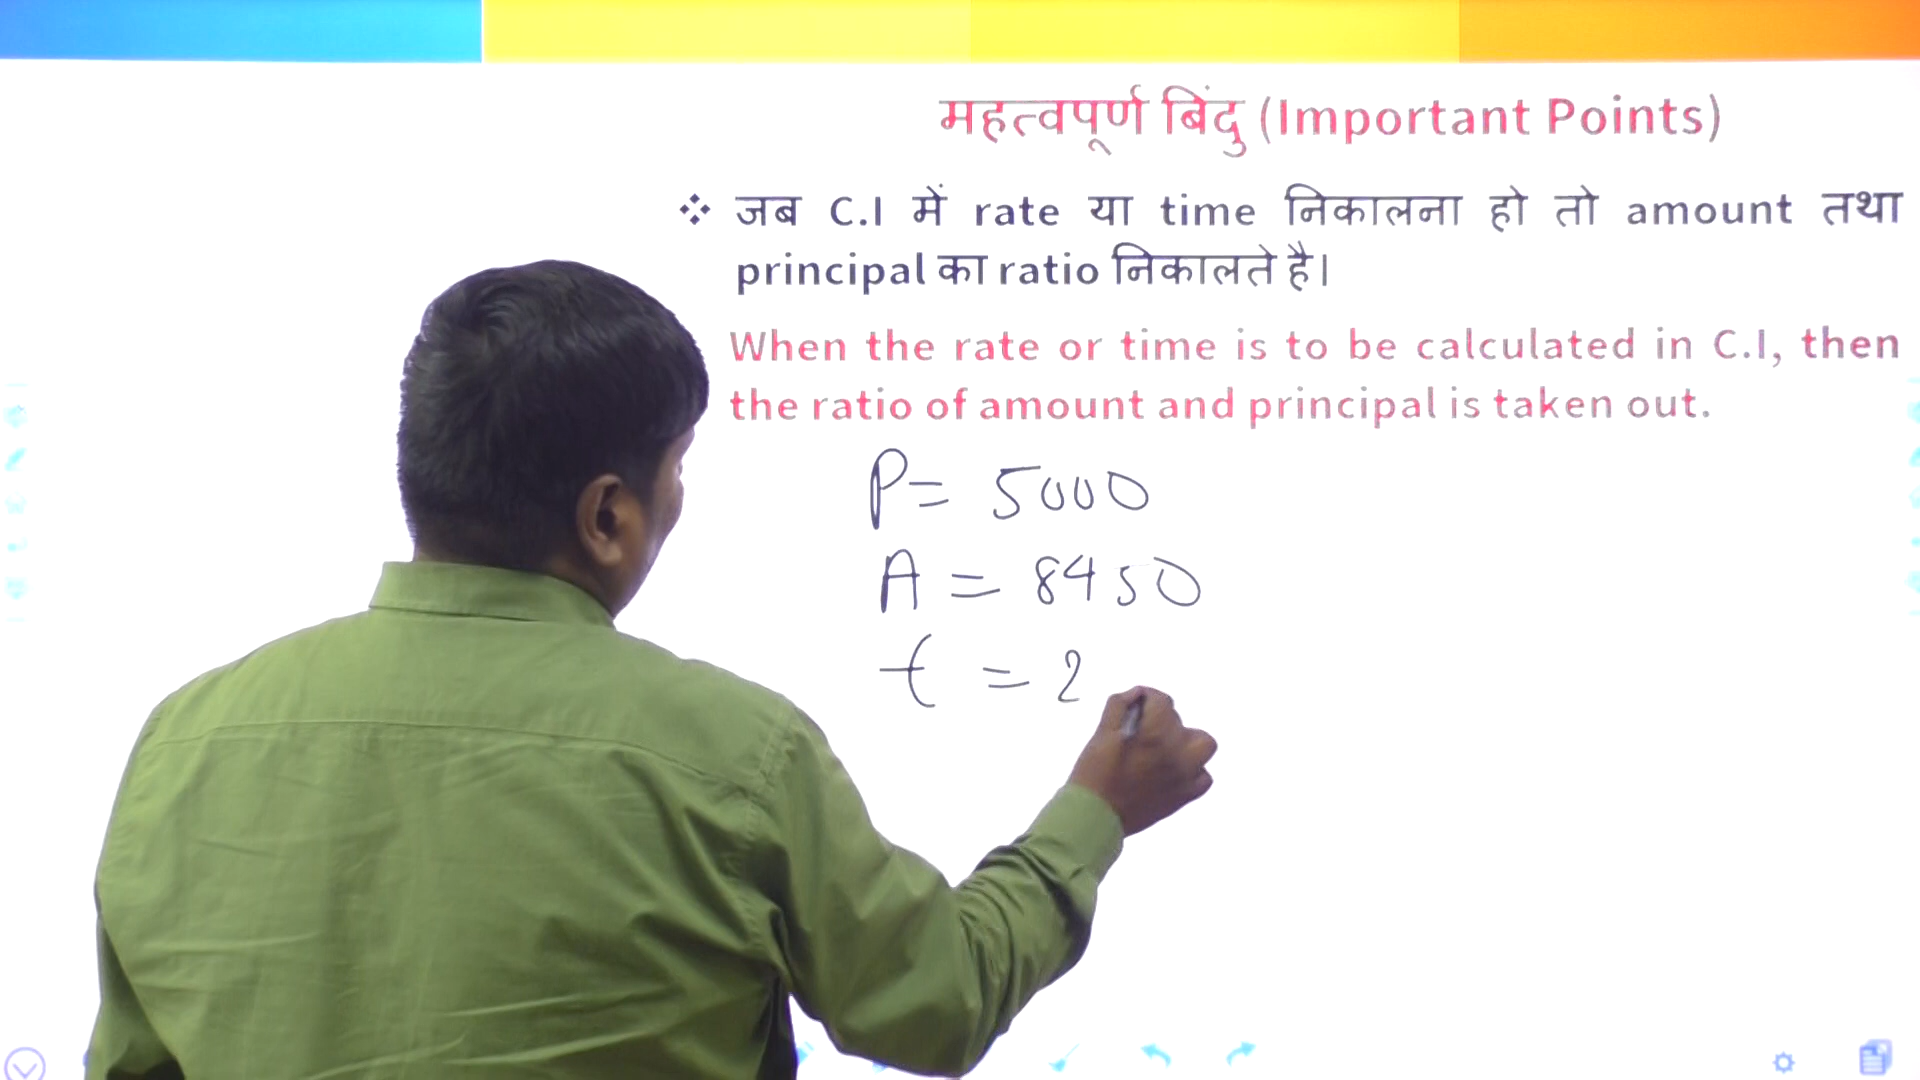 महत्वपूर्ण बिंदु (Important Points)
❖ जब C.I में rate या time निकालना हो तो amount तथा
principal का ratio निकालते है।
When the rate or time is to be calculated in C.I, then
the ratio of amount and principal is taken out.
P = 5000
A = 8450
t = 2